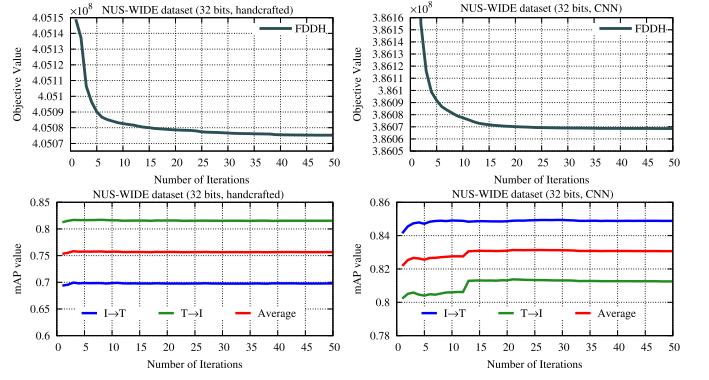 NUS-WIDE dataset (32 bits, handcrafted)
×10⁸
4.0515
4.0514
4.0513
4.0512
4.0511
4.051
4.0509
4.0508
4.0507
Objective Value
FDDH
0 5 10 15 20 25 30 35 40 45 50
Number of Iterations
NUS-WIDE dataset (32 bits, CNN)
×10⁸
3.8616
3.8615
3.8614
3.8613
3.8612
3.8611
3.861
3.8609
3.8608
3.8607
3.8606
3.8605
Objective Value
FDDH
0 5 10 15 20 25 30 35 40 45 50
Number of Iterations
NUS-WIDE dataset (32 bits, handcrafted)
0.85
0.8
0.75
0.7
0.65
0.6
mAP value
I→T T→I Average
0 5 10 15 20 25 30 35 40 45 50
Number of Iterations
NUS-WIDE dataset (32 bits, CNN)
0.86
0.84
0.82
0.8
0.78
mAP value
I→T T→I Average
0 5 10 15 20 25 30 35 40 45 50
Number of Iterations